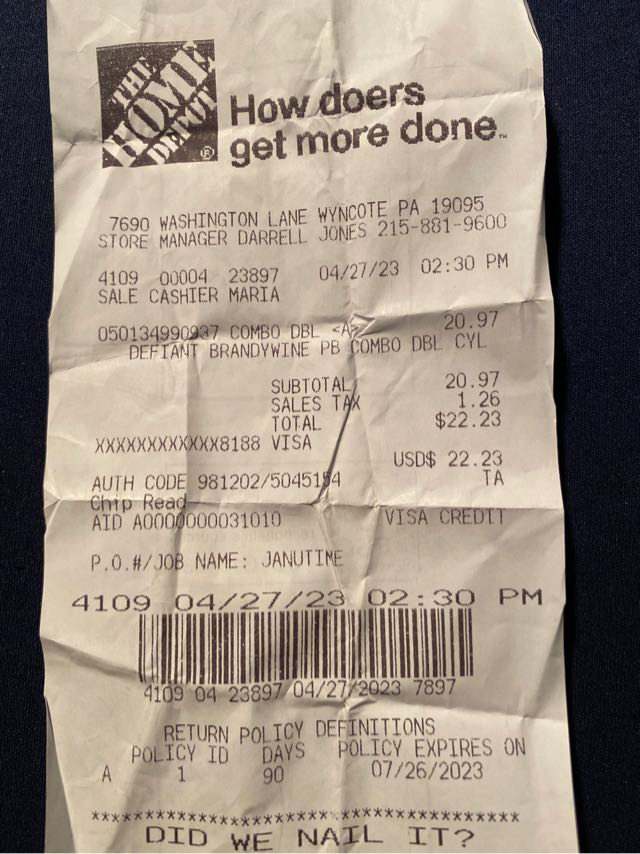 THE
HOME
DEPOT®
How doers
get more done™
7690 WASHINGTON LANE WYNCOTE PA 19095
STORE MANAGER DARRELL JONES 215-881-9600
4109 00004 23897 04/27/23 02:30 PM
SALE CASHIER MARIA
050134990937 COMBO DBL <A> 20.97
DEFIANT BRANDYWINE PB COMBO DBL CYL
SUBTOTAL 20.97
SALES TAX 1.26
TOTAL $22.23
XXXXXXXXXXXX8188 VISA
USD$ 22.23
AUTH CODE 981202/5045154 TA
Chip Read
AID A0000000031010 VISA CREDIT
P.O.#/JOB NAME: JANUTIME
4109 04/27/23 02:30 PM
4109 04 23897 04/27/2023 7897
RETURN POLICY DEFINITIONS
POLICY ID DAYS POLICY EXPIRES ON
A 1 90 07/26/2023
****************************************
DID WE NAIL IT?